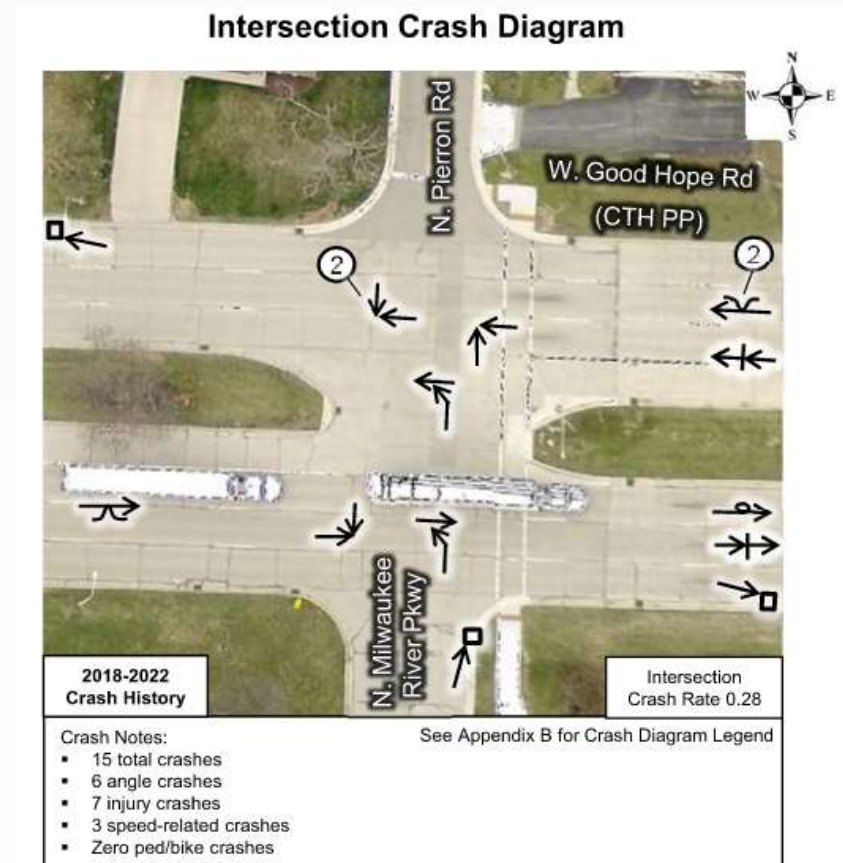 Intersection Crash Diagram
N
W E
S
N. Pierron Rd
W. Good Hope Rd
(CTH PP)
2
2
N. Milwaukee
River Pkwy
2018-2022
Crash History
Intersection
Crash Rate 0.28
Crash Notes:
See Appendix B for Crash Diagram Legend
▪ 15 total crashes
▪ 6 angle crashes
▪ 7 injury crashes
▪ 3 speed-related crashes
▪ Zero ped/bike crashes